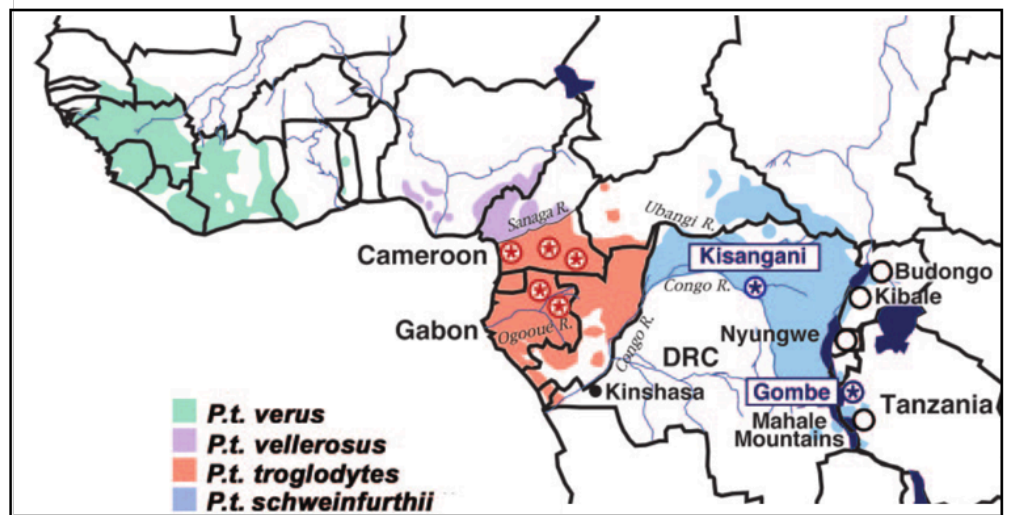 Sanaga R.
Ubangi R.
Cameroon
Kisangani
Budongo
Congo R.
Kibale
Gabon
Ogooué R.
Congo R.
Nyungwe
DRC
Kinshasa
Gombe
Tanzania
Mahale
Mountains
P.t. verus
P.t. vellerosus
P.t. troglodytes
P.t. schweinfurthii